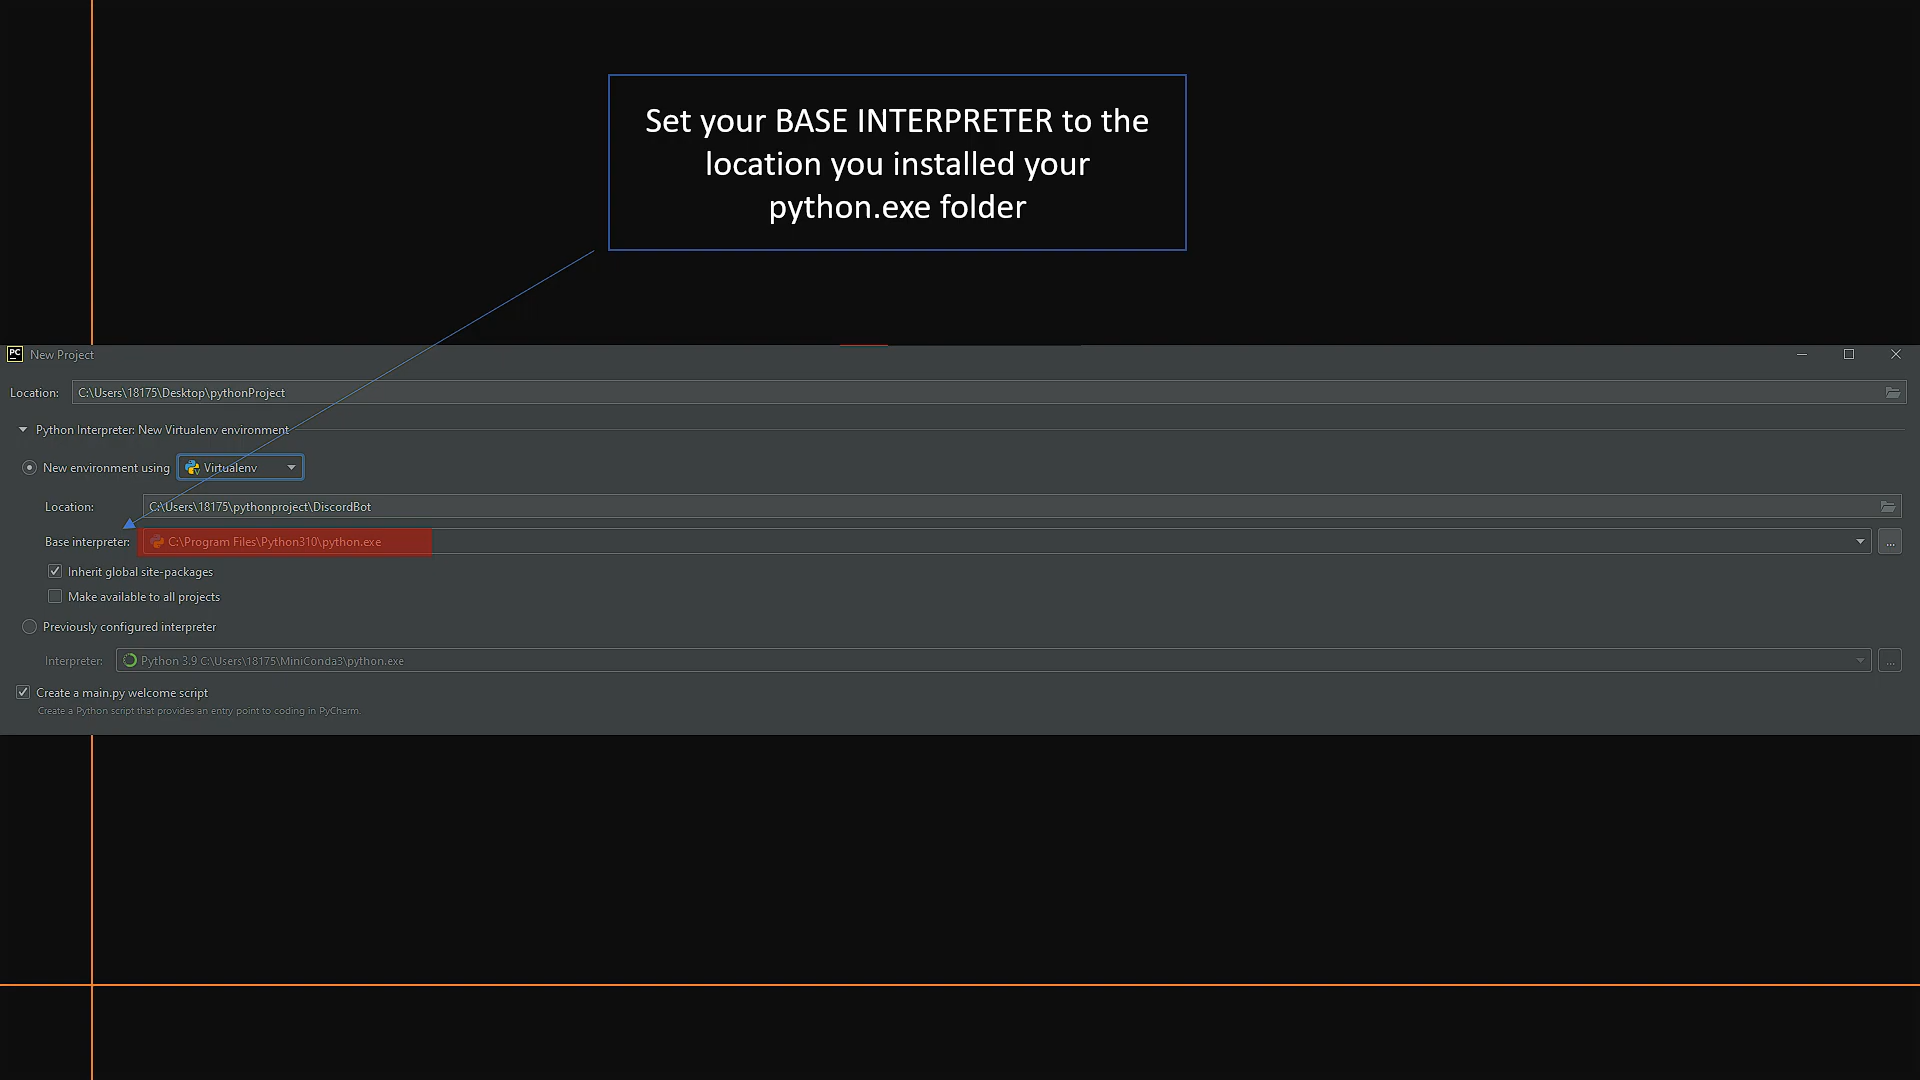 Set your BASE INTERPRETER to the
location you installed your
python.exe folder
PC
New Project
Location: C:\Users\18175\Desktop\pythonProject
Python Interpreter: New Virtualenv environment
New environment using Virtualenv
Location: C:\Users\18175\pythonproject\DiscordBot
Base interpreter: C:\Program Files\Python310\python.exe ...
Inherit global site-packages
Make available to all projects
Previously configured interpreter
Interpreter: Python 3.9 C:\Users\18175\MiniConda3\python.exe ...
Create a main.py welcome script
Create a Python script that provides an entry point to coding in PyCharm.